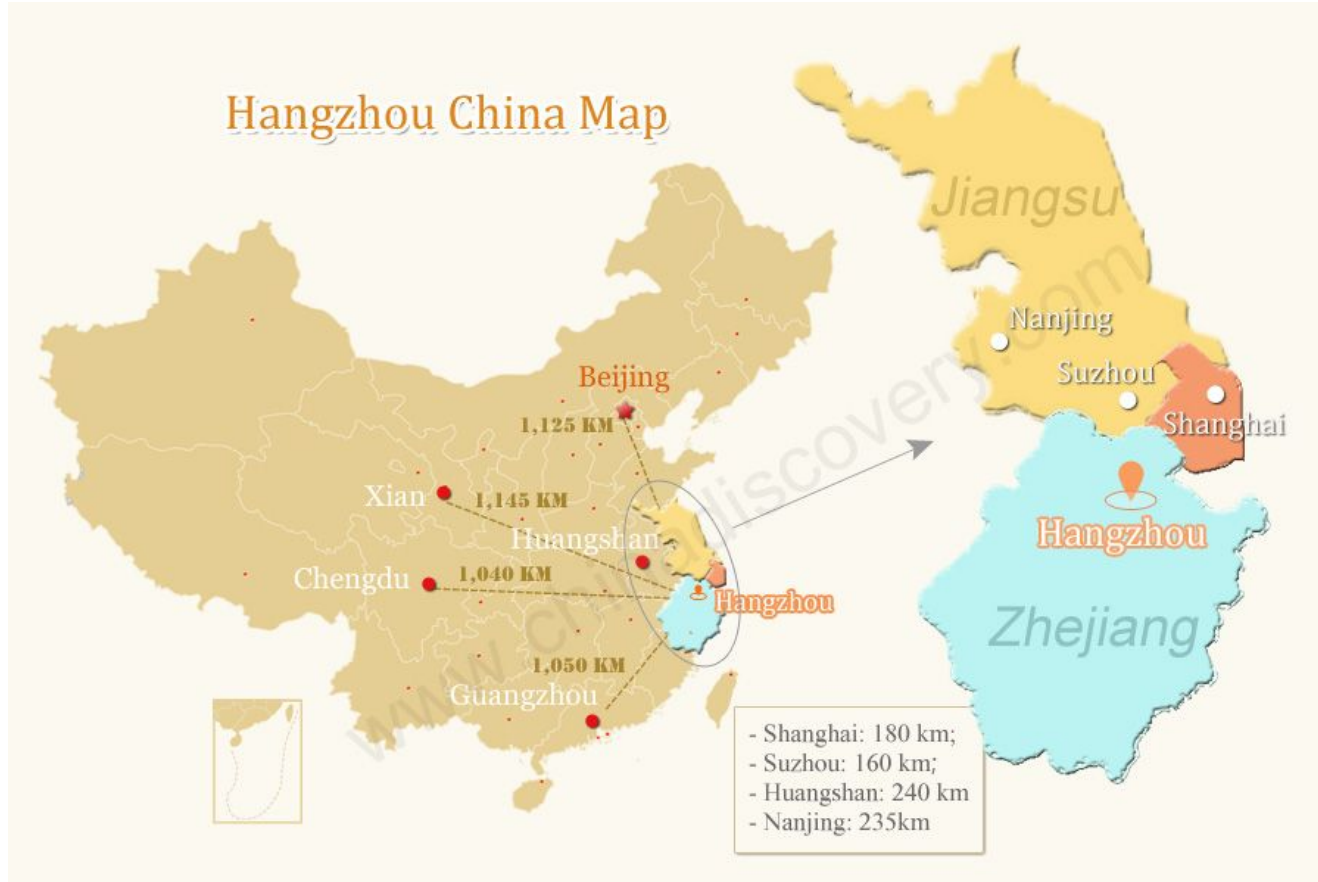 Hangzhou China Map
Jiangsu
Nanjing
Suzhou
Shanghai
Hangzhou
Zhejiang
Beijing
1,125 KM
Xian
1,145 KM
Huangshan
Chengdu
1,040 KM
Hangzhou
1,050 KM
Guangzhou
- Shanghai: 180 km;
- Suzhou: 160 km;
- Huangshan: 240 km
- Nanjing: 235km
www.chinadiscovery.com